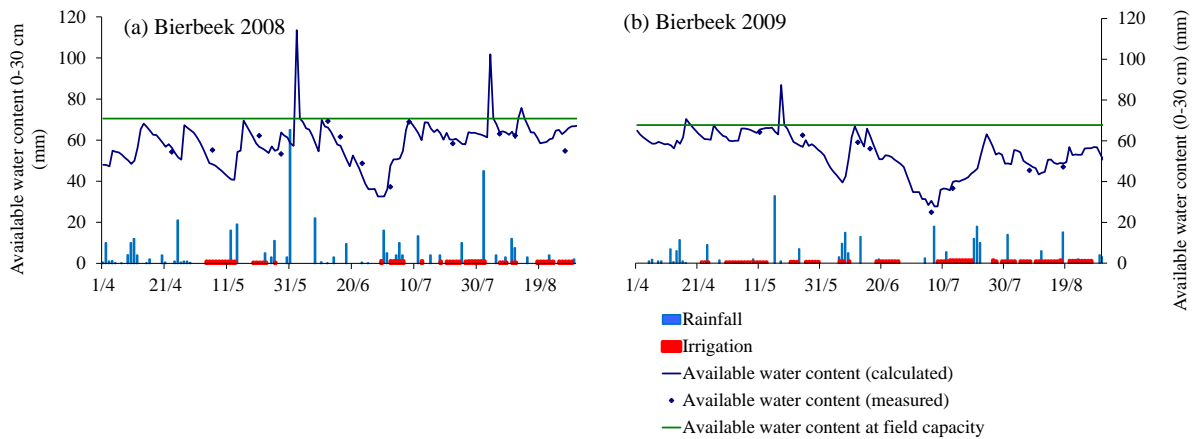 (a) Bierbeek 2008
Avaialable water content 0-30 cm
(mm)
120
100
80
60
40
20
0
1/4 21/4 11/5 31/5 20/6 10/7 30/7 19/8
(b) Bierbeek 2009
1/4 21/4 11/5 31/5 20/6 10/7 30/7 19/8
120
100
80
60
40
20
0
Available water content (0-30 cm) (mm)
Rainfall
Irrigation
Available water content (calculated)
Available water content (measured)
Available water content at field capacity